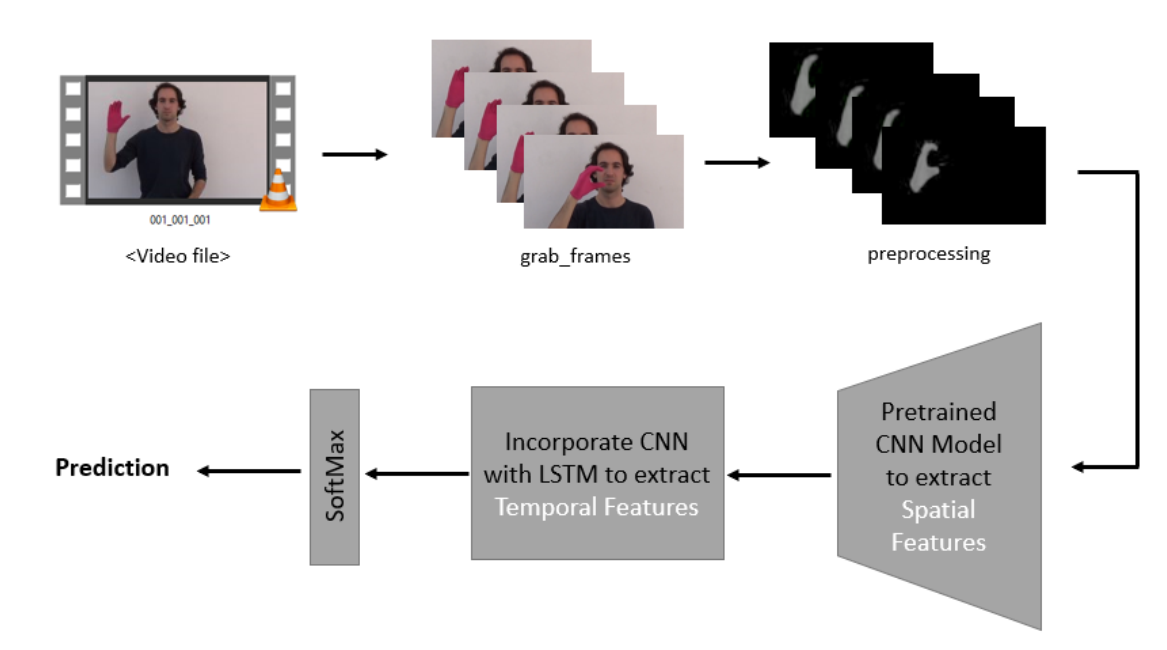 001_001_001
<Video file>
grab_frames
preprocessing
Pretrained
CNN Model
to extract
Spatial
Features
Incorporate CNN
with LSTM to extract
Temporal Features
SoftMax
Prediction